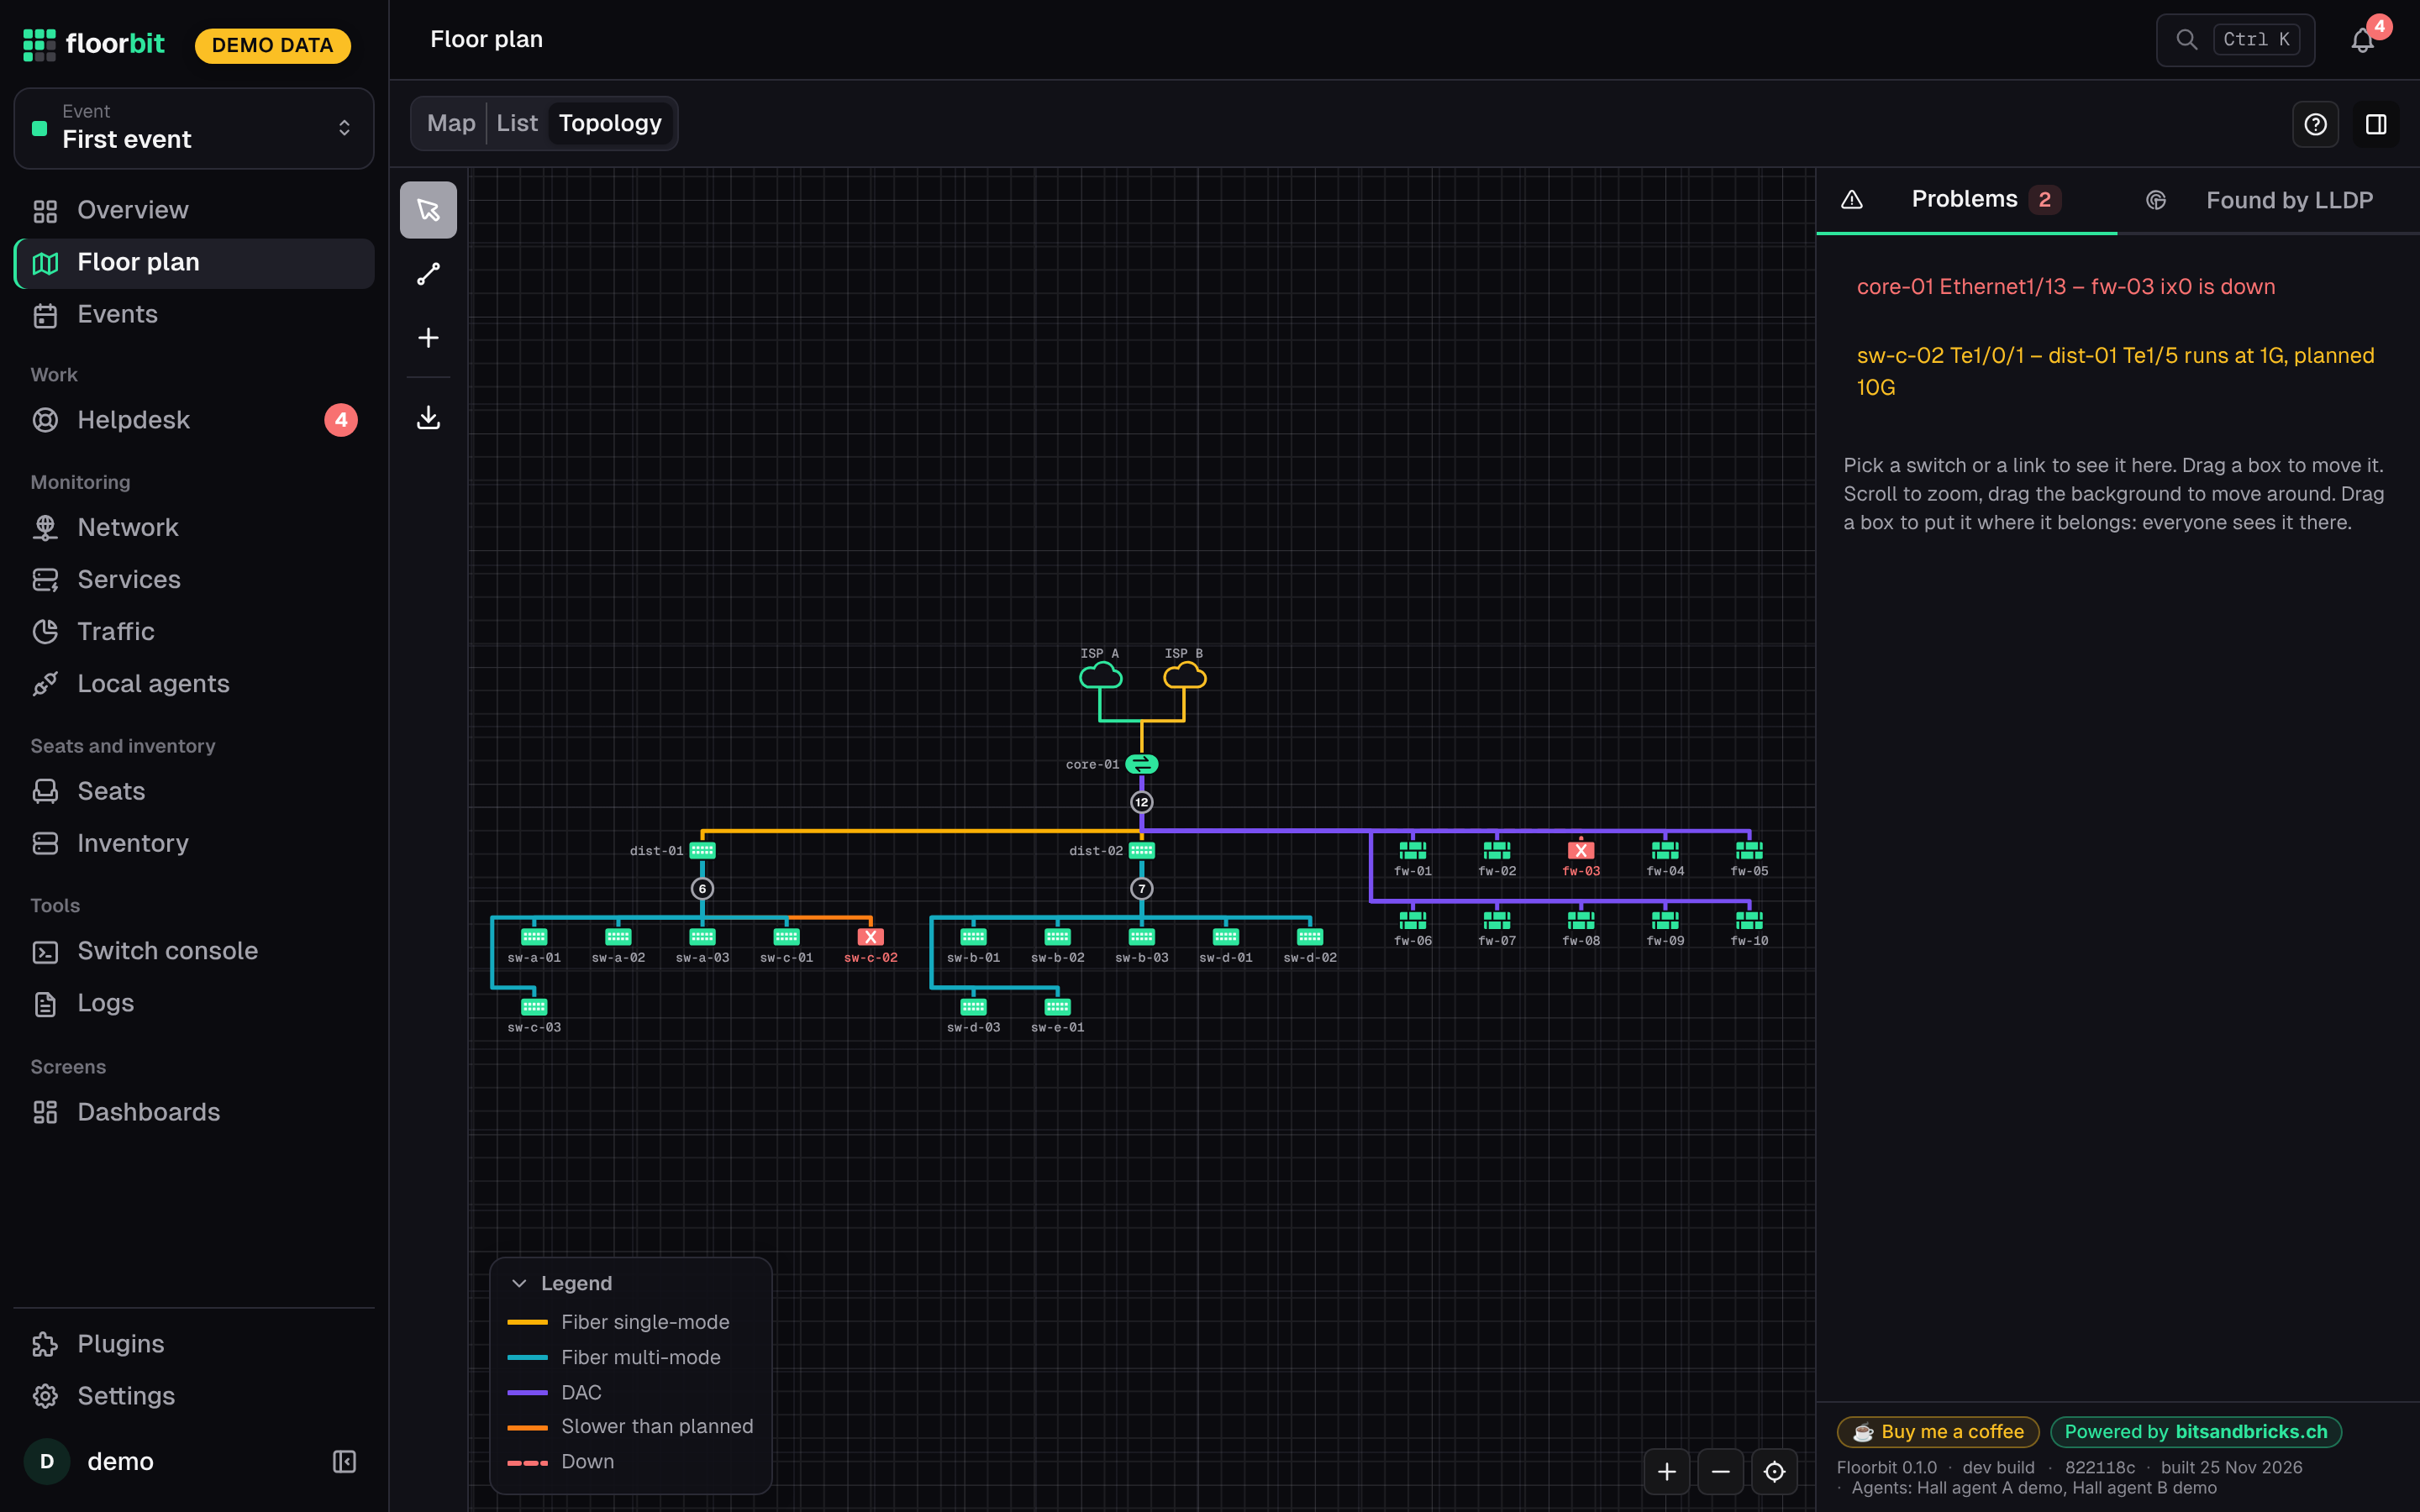 floorbit
DEMO DATA
Event
First event
Overview
Floor plan
Events
Work
Helpdesk
4
Monitoring
Network
Services
Traffic
Local agents
Seats and inventory
Seats
Inventory
Tools
Switch console
Logs
Screens
Dashboards
Plugins
Settings
D
demo
Floor plan
Ctrl K
4
Map
List
Topology
ISP A
ISP B
core-01
12
dist-01
dist-02
6
7
fw-01
fw-02
fw-03
fw-04
fw-05
fw-06
fw-07
fw-08
fw-09
fw-10
sw-a-01
sw-a-02
sw-a-03
sw-c-01
sw-c-02
sw-b-01
sw-b-02
sw-b-03
sw-d-01
sw-d-02
sw-c-03
sw-d-03
sw-e-01
Legend
Fiber single-mode
Fiber multi-mode
DAC
Slower than planned
Down
Problems 2
Found by LLDP
core-01 Ethernet1/13 – fw-03 ix0 is down
sw-c-02 Te1/0/1 – dist-01 Te1/5 runs at 1G, planned
10G
Pick a switch or a link to see it here. Drag a box to move it.
Scroll to zoom, drag the background to move around. Drag
a box to put it where it belongs: everyone sees it there.
Buy me a coffee
Powered by bitsandbricks.ch
Floorbit 0.1.0 · dev build · 822118c · built 25 Nov 2026
· Agents: Hall agent A demo, Hall agent B demo